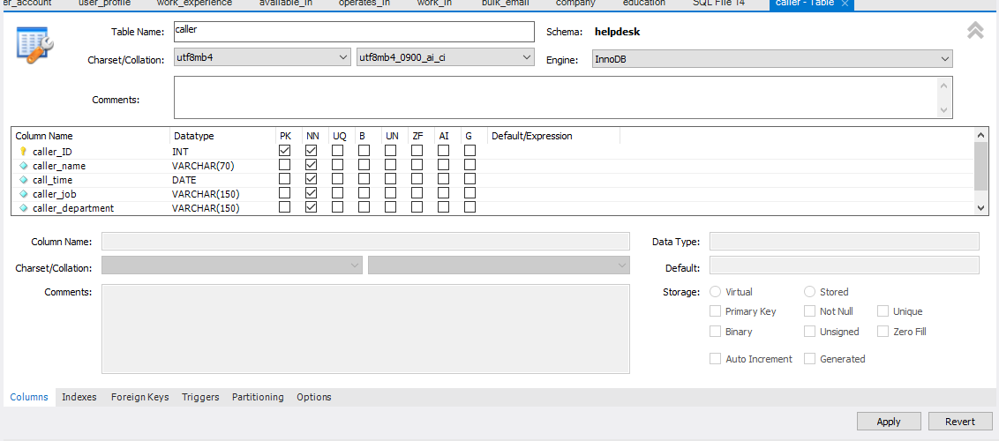 er_account user_profile work_experience available_in operates_in work_in bulk_email company education SQL File 14 caller - Table
Table Name: caller Schema: helpdesk
Charset/Collation: utf8mb4 utf8mb4_0900_ai_ci Engine: InnoDB
Comments:
Column Name Datatype PK NN UQ B UN ZF AI G Default/Expression
caller_ID INT
caller_name VARCHAR(70)
call_time DATE
caller_job VARCHAR(150)
caller_department VARCHAR(150)
Column Name: Data Type:
Charset/Collation: Default:
Comments: Storage: Virtual Stored
Primary Key Not Null Unique
Binary Unsigned Zero Fill
Auto Increment Generated
Columns Indexes Foreign Keys Triggers Partitioning Options
Apply Revert